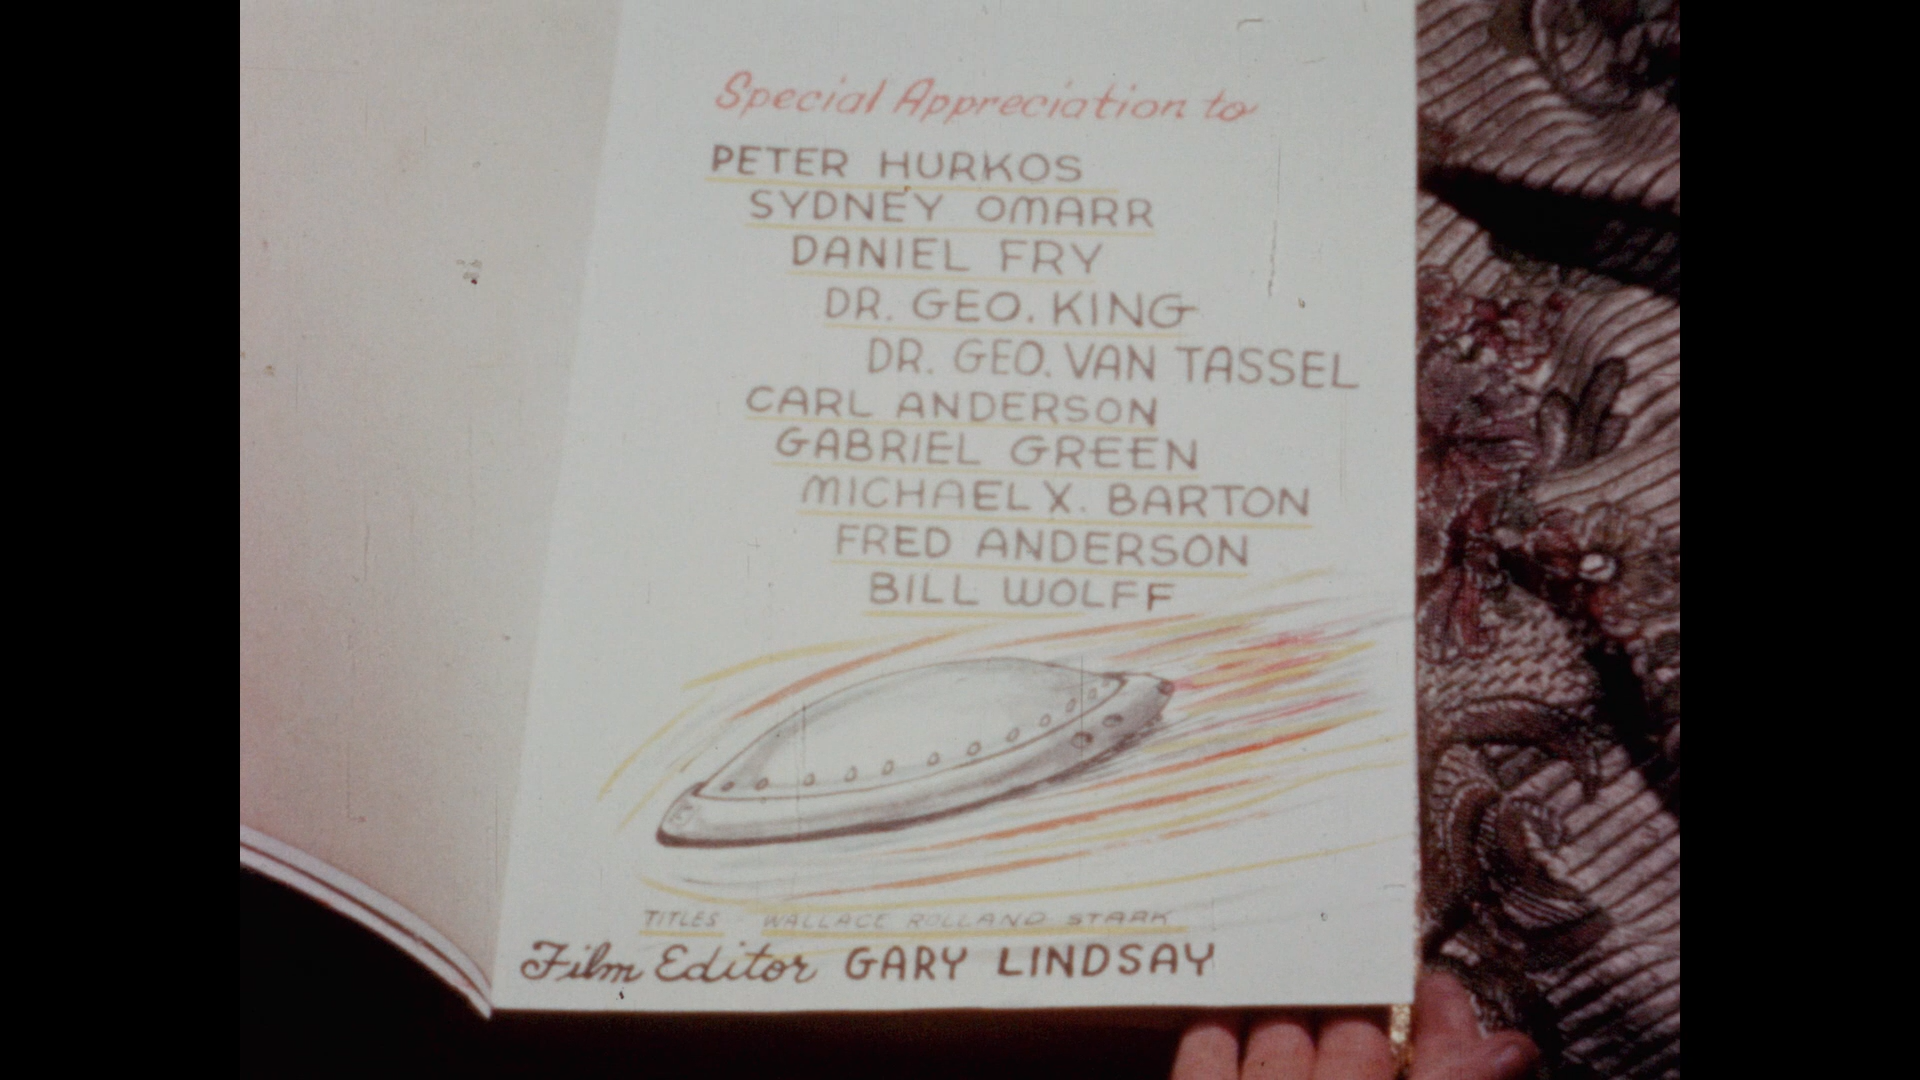 Special Appreciation to
PETER HURKOS
SYDNEY OMARR
DANIEL FRY
DR. GEO. KING
DR. GEO. VAN TASSEL
CARL ANDERSON
GABRIEL GREEN
MICHAEL X. BARTON
FRED ANDERSON
BILL WOLFF
TITLES - WALLACE ROLLAND STARK
Film Editor GARY LINDSAY